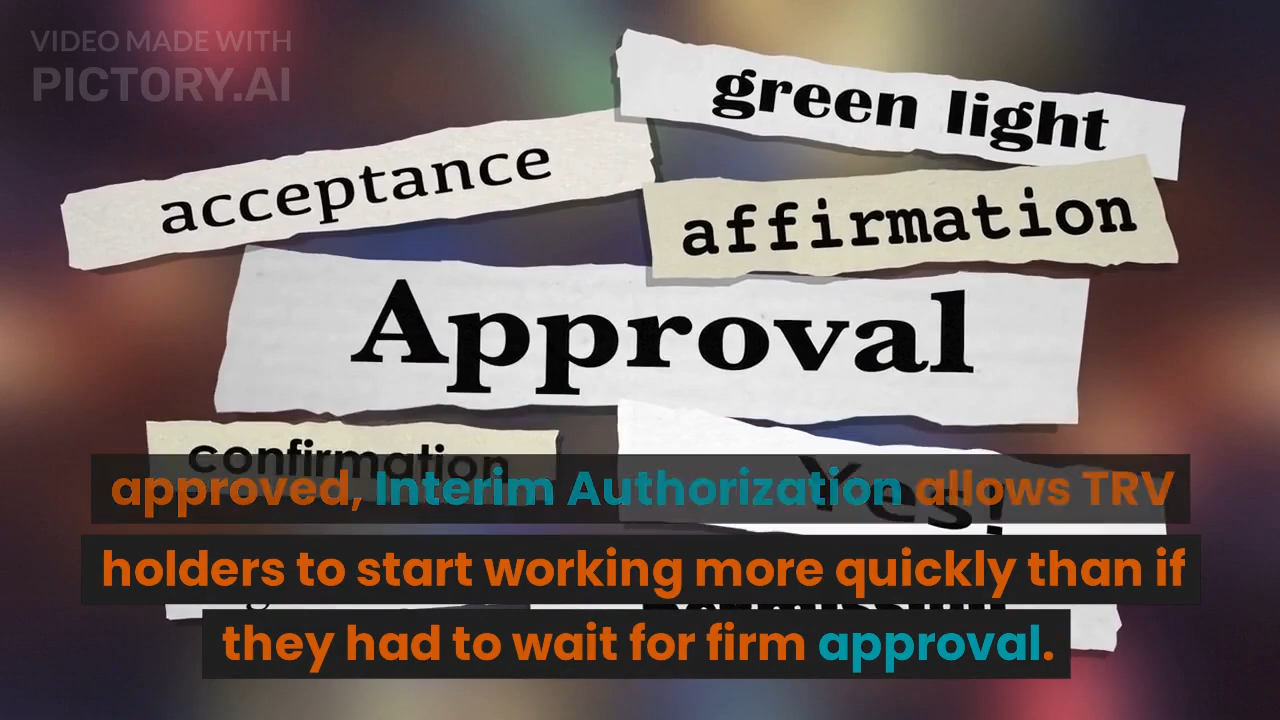 VIDEO MADE WITH
PICTORY.AI
green light
acceptance
affirmation
Approval
confirmation
Yes!
approved, Interim Authorization allows TRV
holders to start working more quickly than if
they had to wait for firm approval.